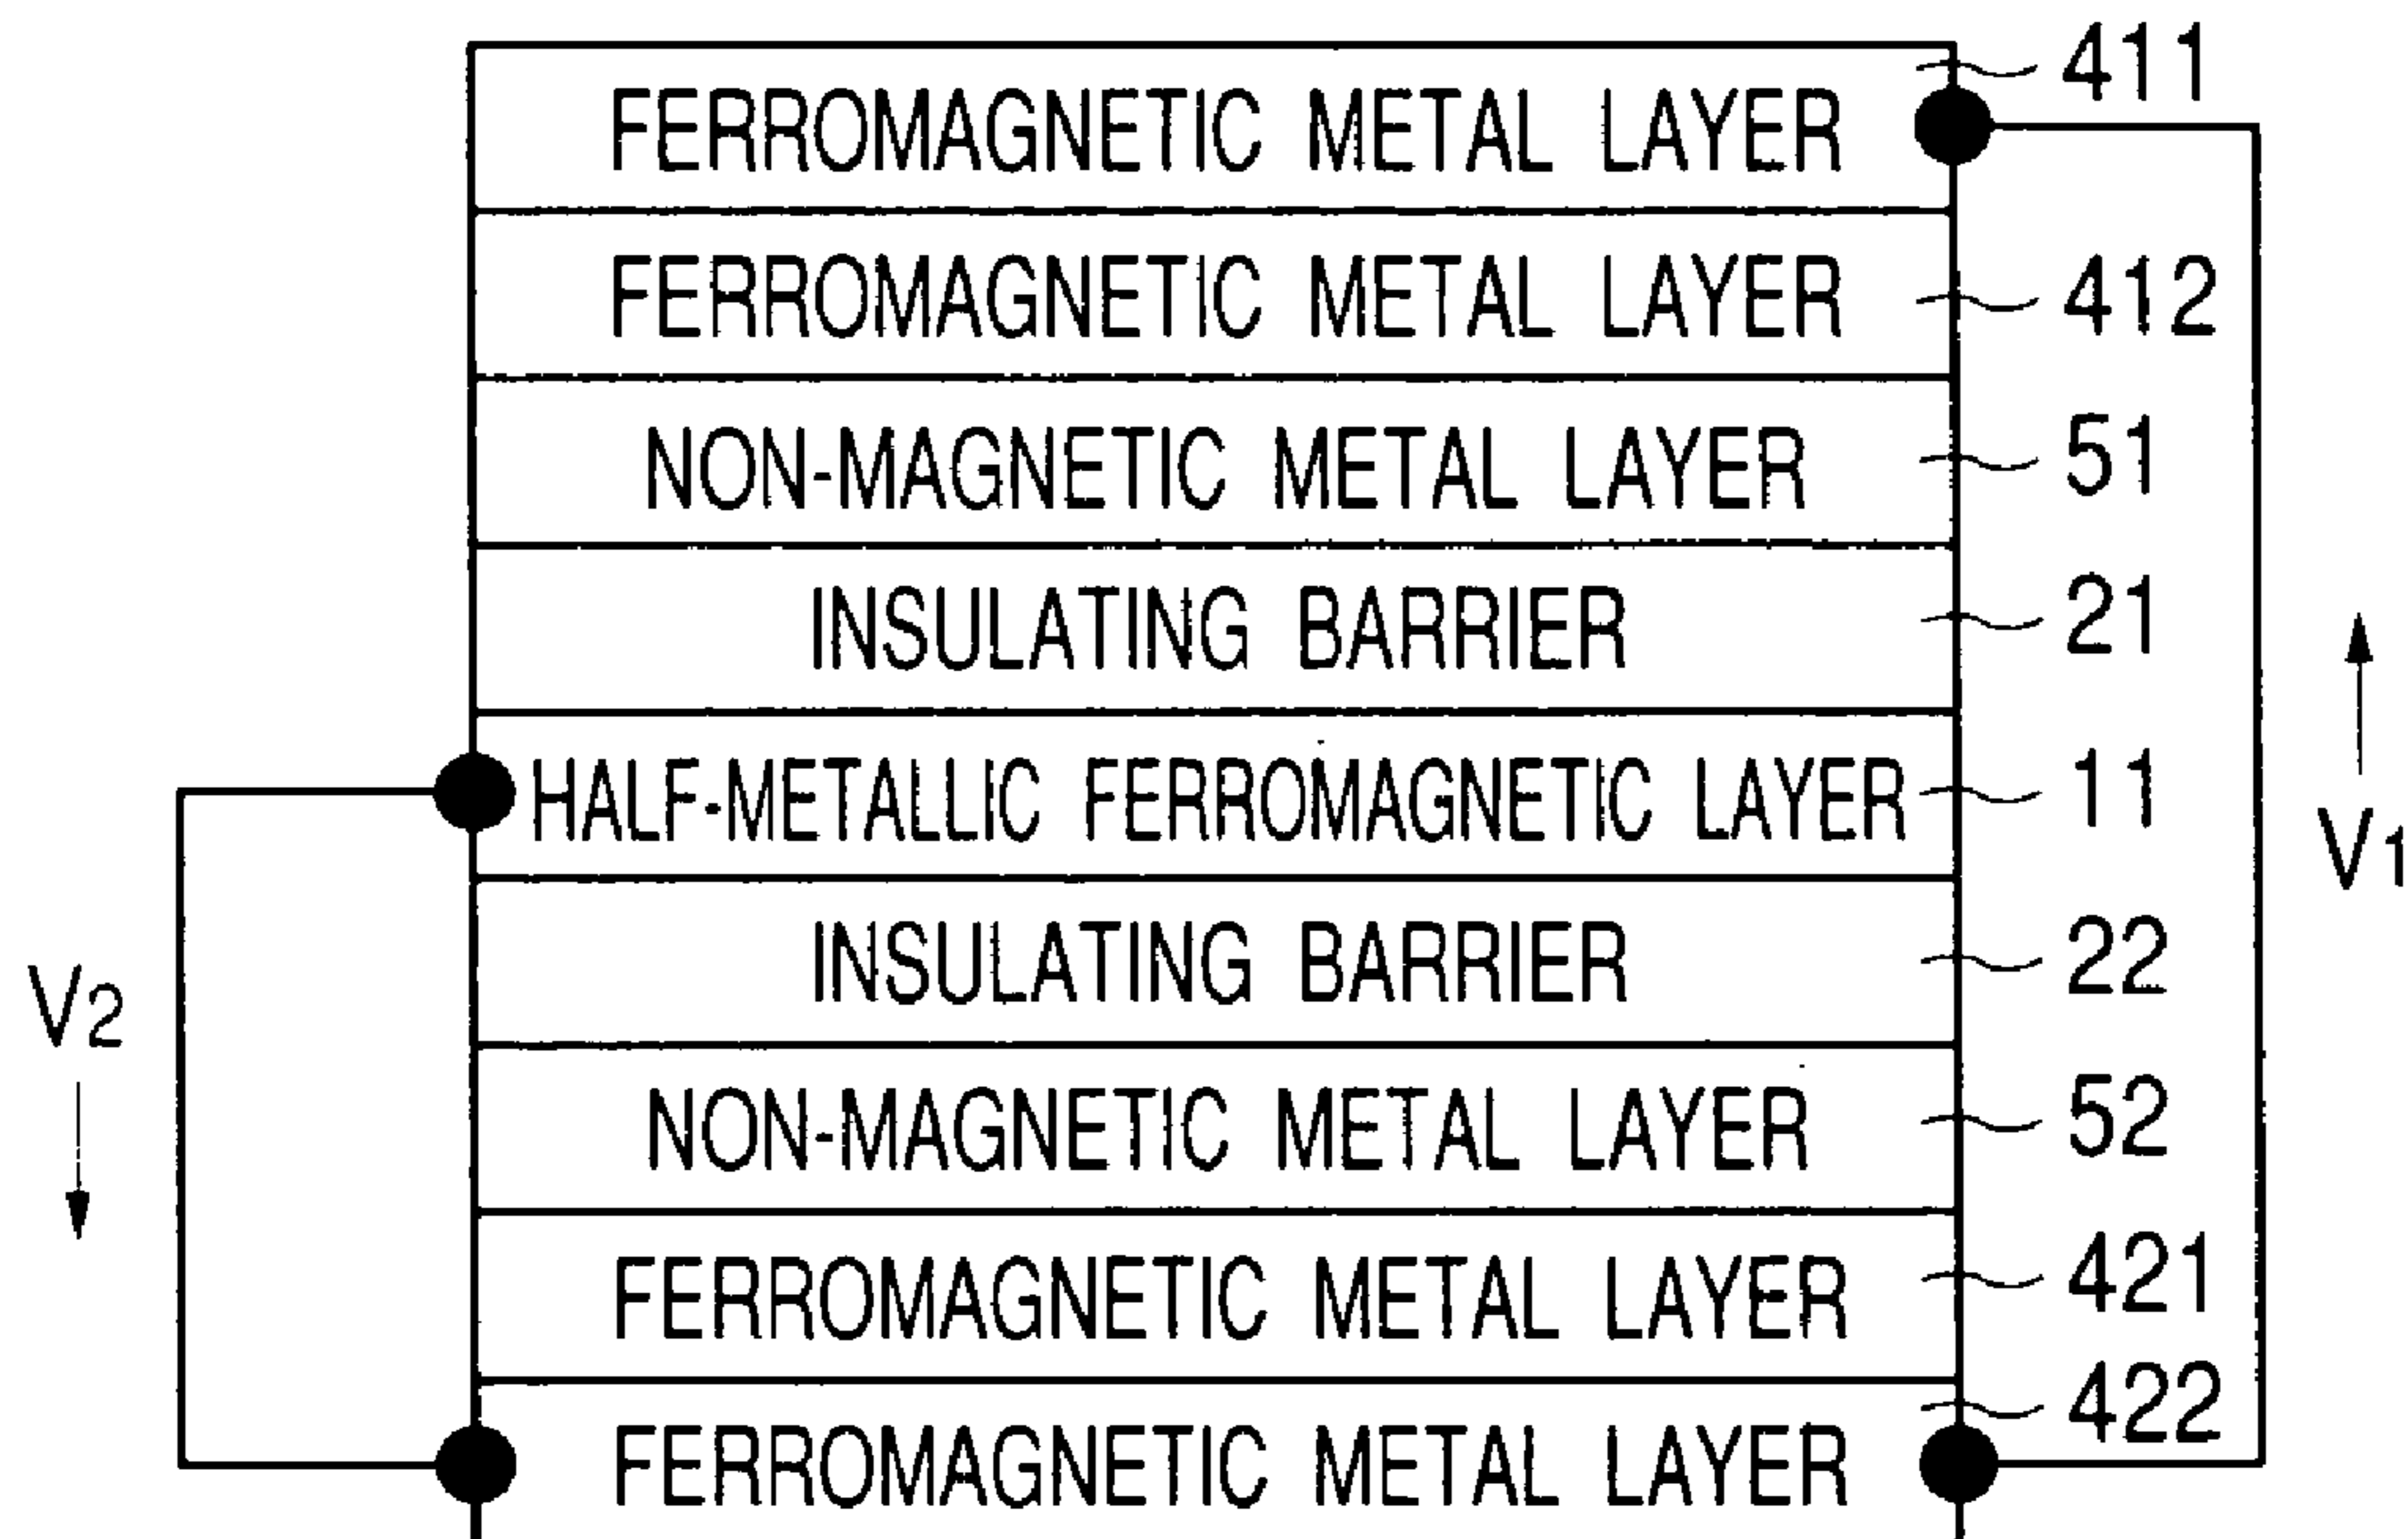 411
FERROMAGNETIC METAL LAYER
FERROMAGNETIC METAL LAYER 412
NON-MAGNETIC METAL LAYER 51
INSULATING BARRIER 21
HALF-METALLIC FERROMAGNETIC LAYER 11
V1
INSULATING BARRIER 22
V2
NON-MAGNETIC METAL LAYER 52
FERROMAGNETIC METAL LAYER 421
422
FERROMAGNETIC METAL LAYER